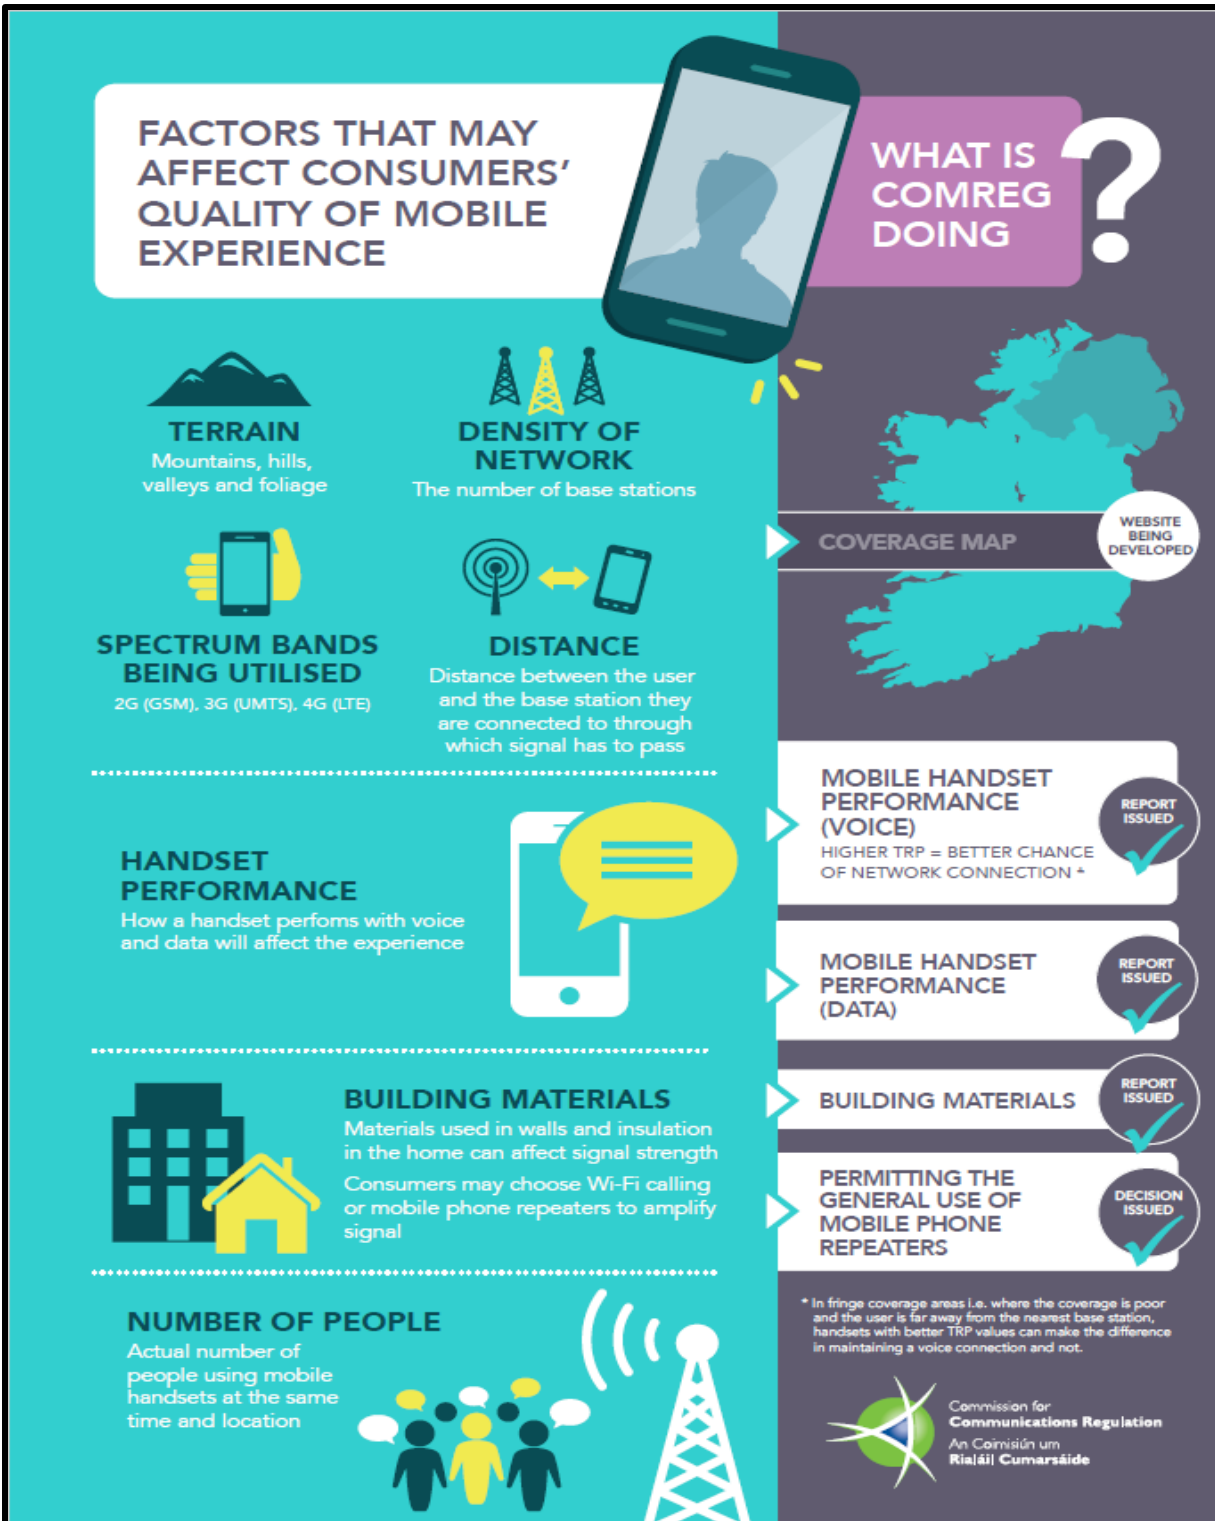 FACTORS THAT MAY
AFFECT CONSUMERS'
QUALITY OF MOBILE
EXPERIENCE
WHAT IS
COMREG
DOING
?
TERRAIN
Mountains, hills,
valleys and foliage
DENSITY OF
NETWORK
The number of base stations
SPECTRUM BANDS
BEING UTILISED
2G (GSM), 3G (UMTS), 4G (LTE)
DISTANCE
Distance between the user
and the base station they
are connected to through
which signal has to pass
COVERAGE MAP
WEBSITE
BEING
DEVELOPED
HANDSET
PERFORMANCE
How a handset perfoms with voice
and data will affect the experience
MOBILE HANDSET
PERFORMANCE
(VOICE)
HIGHER TRP = BETTER CHANCE
OF NETWORK CONNECTION *
REPORT
ISSUED
MOBILE HANDSET
PERFORMANCE
(DATA)
REPORT
ISSUED
BUILDING MATERIALS
Materials used in walls and insulation
in the home can affect signal strength
Consumers may choose Wi-Fi calling
or mobile phone repeaters to amplify
signal
BUILDING MATERIALS
REPORT
ISSUED
PERMITTING THE
GENERAL USE OF
MOBILE PHONE
REPEATERS
DECISION
ISSUED
NUMBER OF PEOPLE
Actual number of
people using mobile
handsets at the same
time and location
* In fringe coverage areas i.e. where the coverage is poor
and the user is far away from the nearest base station,
handsets with better TRP values can make the difference
in maintaining a voice connection and not.
Commission for
Communications Regulation
An Coimisiún um
Rialáil Cumarsáide